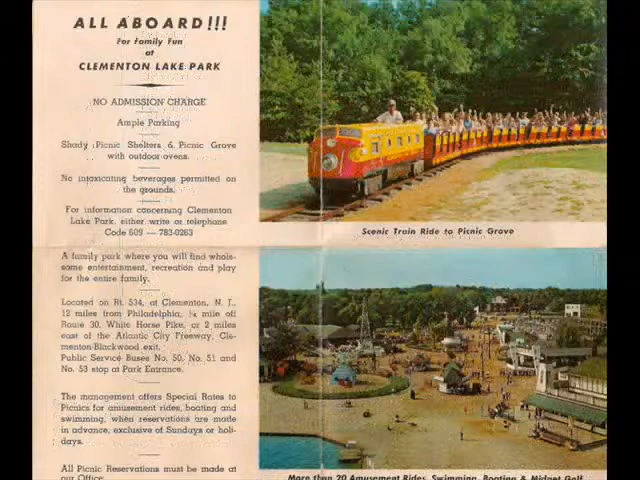 ALL ABOARD!!!
For Family Fun
at
CLEMENTON LAKE PARK
NO ADMISSION CHARGE
Ample Parking
Shady Picnic Shelters & Picnic Grove
with outdoor ovens.
No intoxicating beverages permitted on
the grounds.
For information concerning Clementon
Lake Park, either write or telephone
Code 609 — 783-0263
A family park where you will find whole-
some entertainment, recreation and play
for the entire family.
Located on Rt. 534, at Clementon, N. J.,
12 miles from Philadelphia, ¼ mile off
Route 30, White Horse Pike, or 2 miles
east of the Atlantic City Freeway, Cle-
menton-Blackwood exit.
Public Service Buses No. 50, No. 51 and
No. 53 stop at Park Entrance.
The management offers Special Rates to
Picnics for amusement rides, boating and
swimming, when reservations are made
in advance, exclusive of Sundays or holi-
days.
All Picnic Reservations must be made at
our Office
Scenic Train Ride to Picnic Grove
More than 20 Amusement Rides, Swimming, Boating & Midget Golf